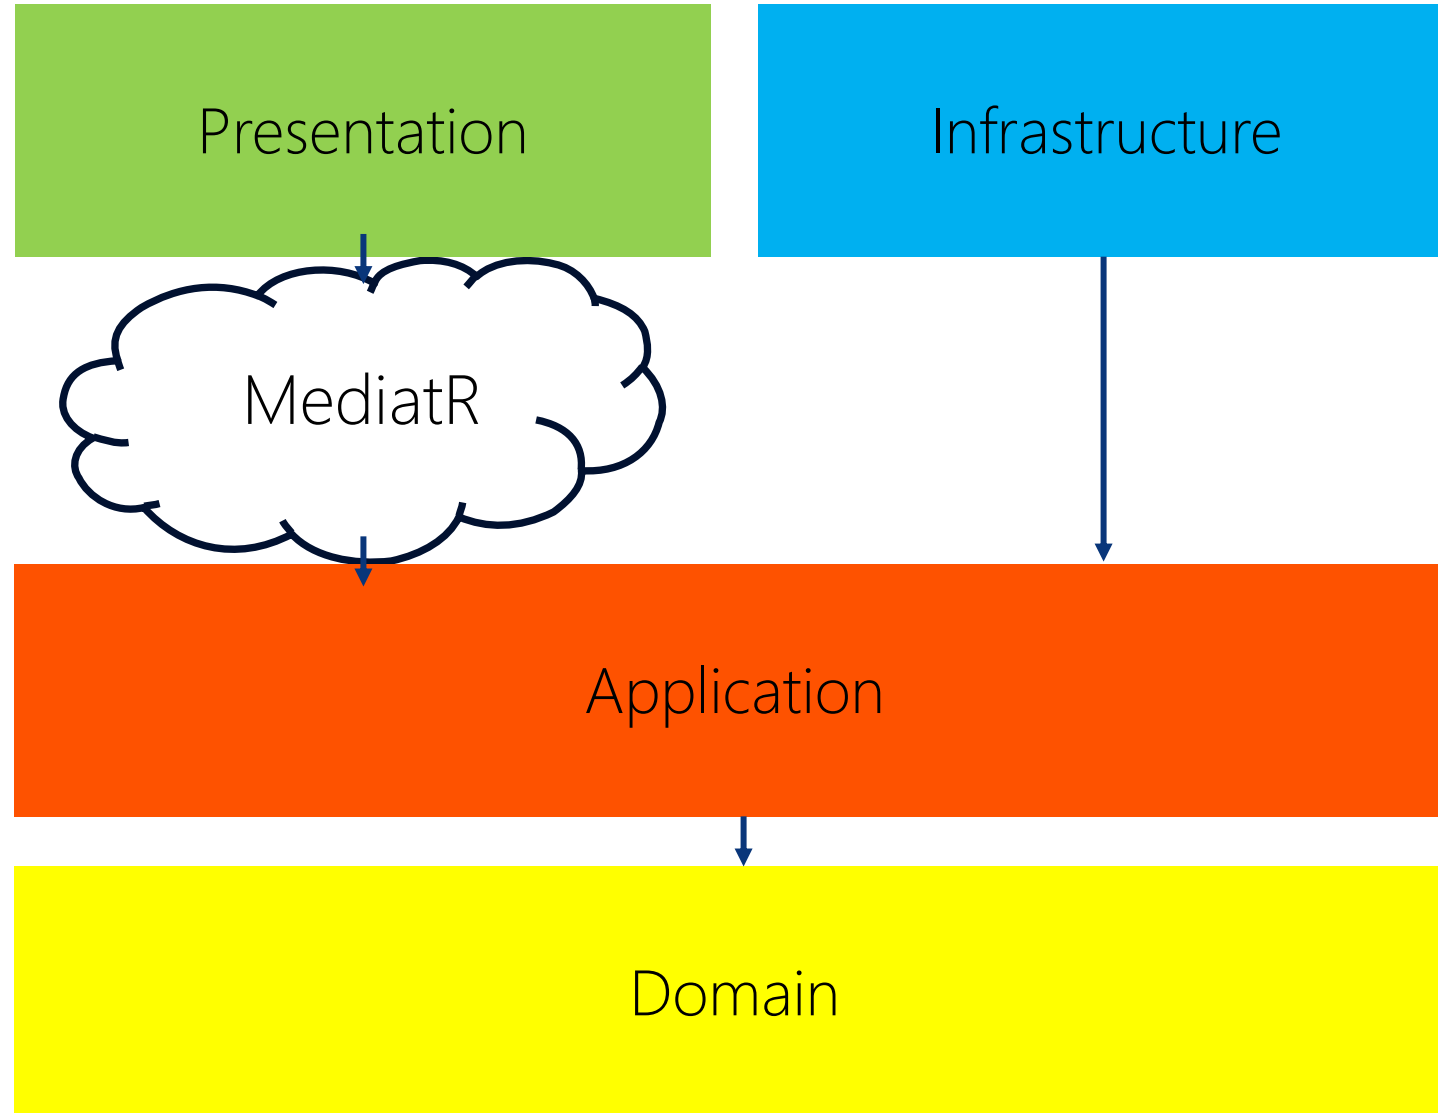 Presentation
Infrastructure
MediatR
Application
Domain